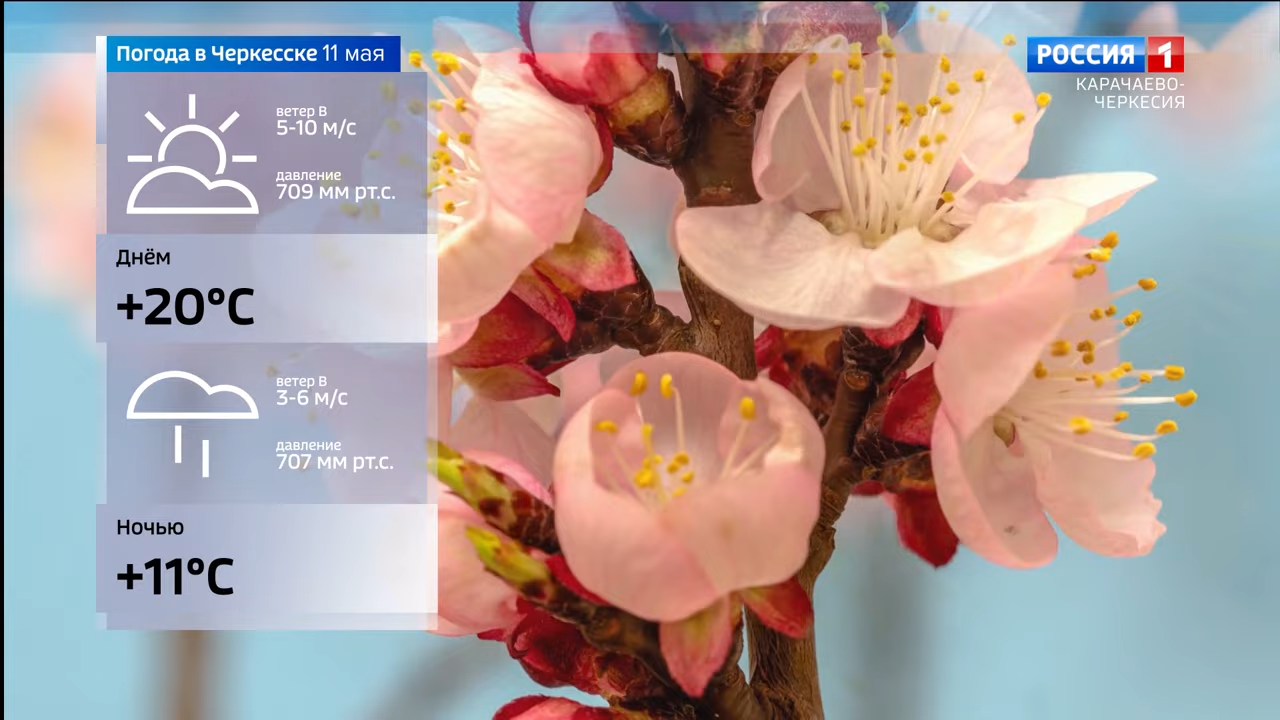 Погода в Черкесске 11 мая
ветер В
5-10 м/с
давление
709 мм рт.с.
Днём
+20°C
ветер В
3-6 м/с
давление
707 мм рт.с.
Ночью
+11°C
РОССИЯ 1
КАРАЧАЕВО-
ЧЕРКЕСИЯ